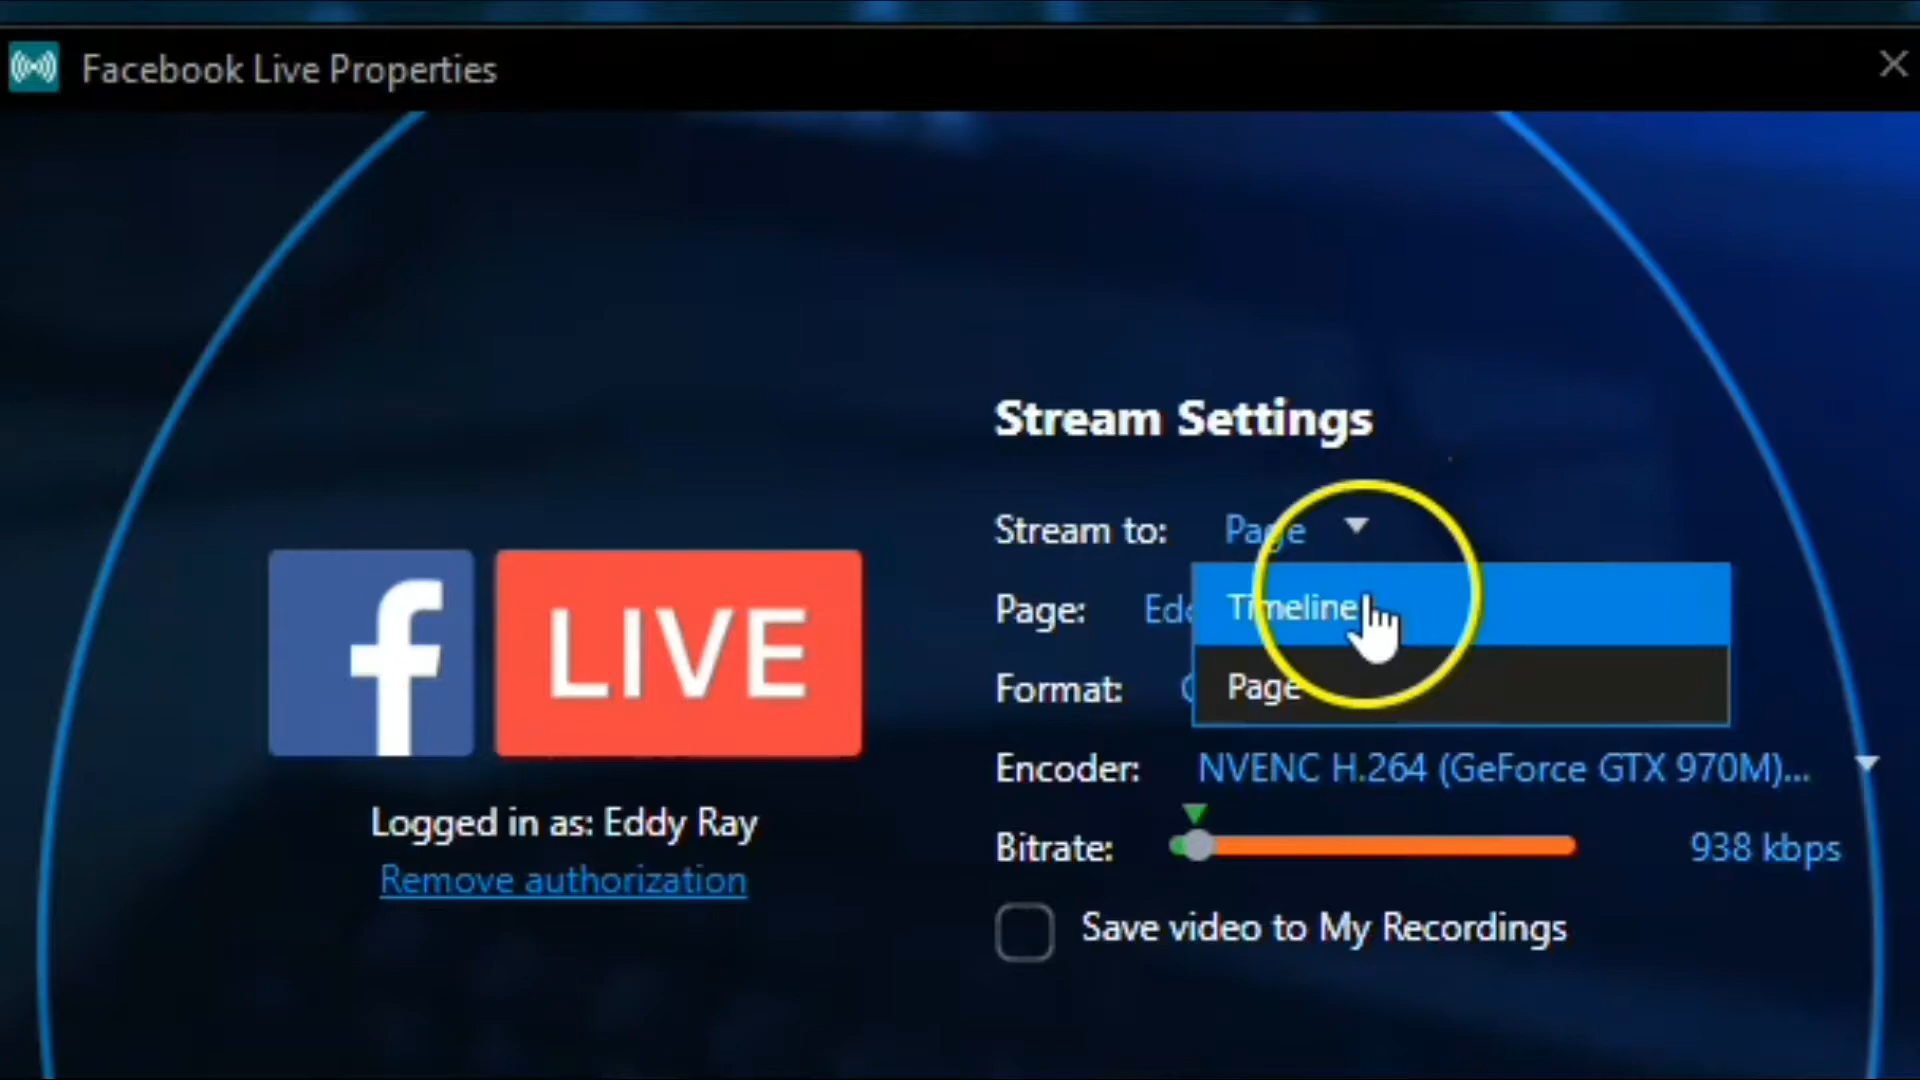 Facebook Live Properties
Stream Settings
Stream to: Page
Page:
Timeline
Format:
Page
Encoder: NVENC H.264 (GeForce GTX 970M)...
Bitrate: 938 kbps
Save video to My Recordings
f LIVE
Logged in as: Eddy Ray
Remove authorization